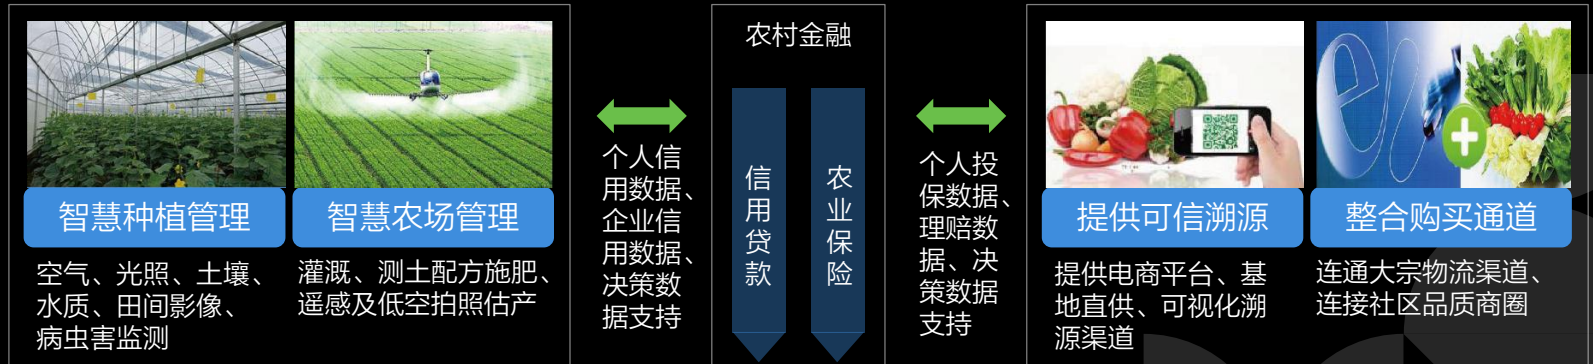 智慧种植管理
空气、光照、土壤、
水质、田间影像、
病虫害监测
智慧农场管理
灌溉、测土配方施肥、
遥感及低空拍照估产
个人信
用数据、
企业信
用数据、
决策数
据支持
农村金融
信用贷款
农业保险
个人投
保数据、
理赔数
据、决
策数据
支持
提供可信溯源
提供电商平台、基
地直供、可视化溯
源渠道
整合购买通道
连通大宗物流渠道、
连接社区品质商圈